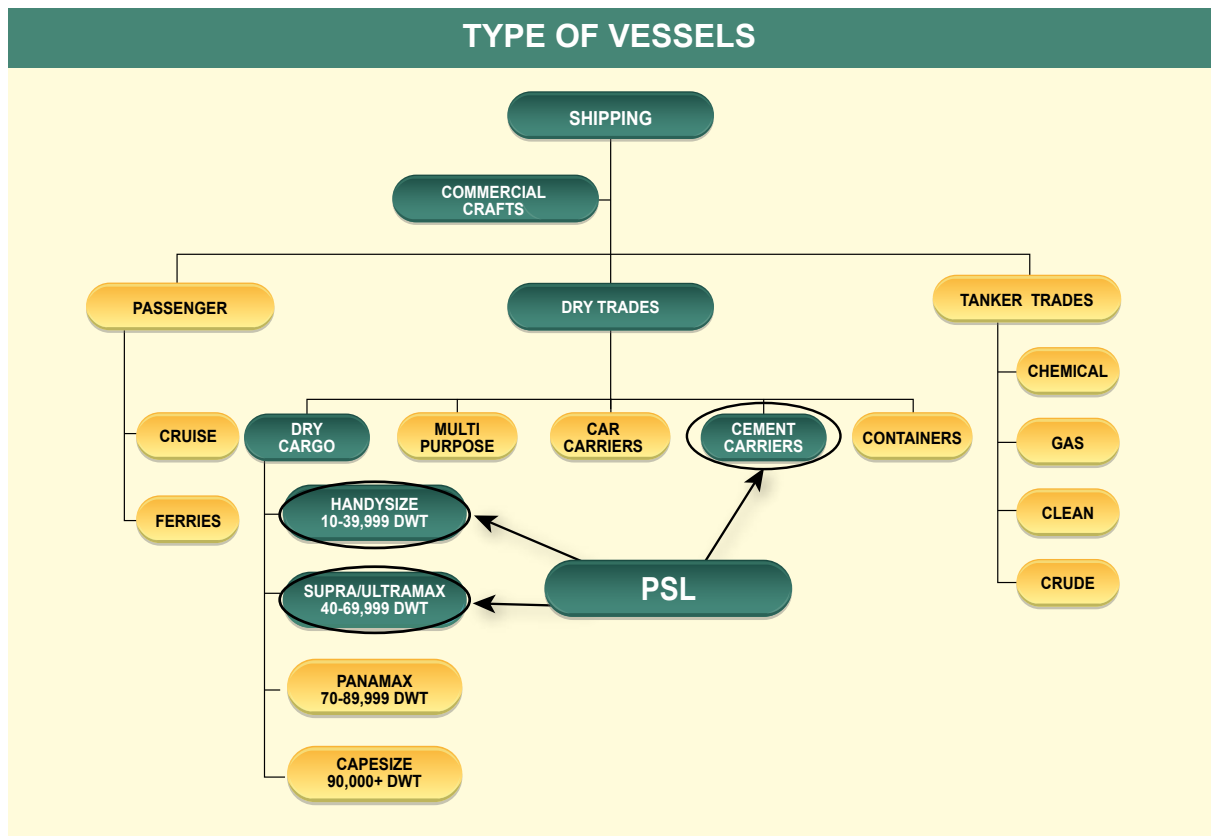 TYPE OF VESSELS
SHIPPING
COMMERCIAL
CRAFTS
PASSENGER
DRY TRADES
TANKER TRADES
CRUISE
FERRIES
DRY
CARGO
MULTI
PURPOSE
CAR
CARRIERS
CEMENT
CARRIERS
CONTAINERS
CHEMICAL
GAS
CLEAN
CRUDE
HANDYSIZE
10-39,999 DWT
SUPRA/ULTRAMAX
40-69,999 DWT
PANAMAX
70-89,999 DWT
CAPESIZE
90,000+ DWT
PSL